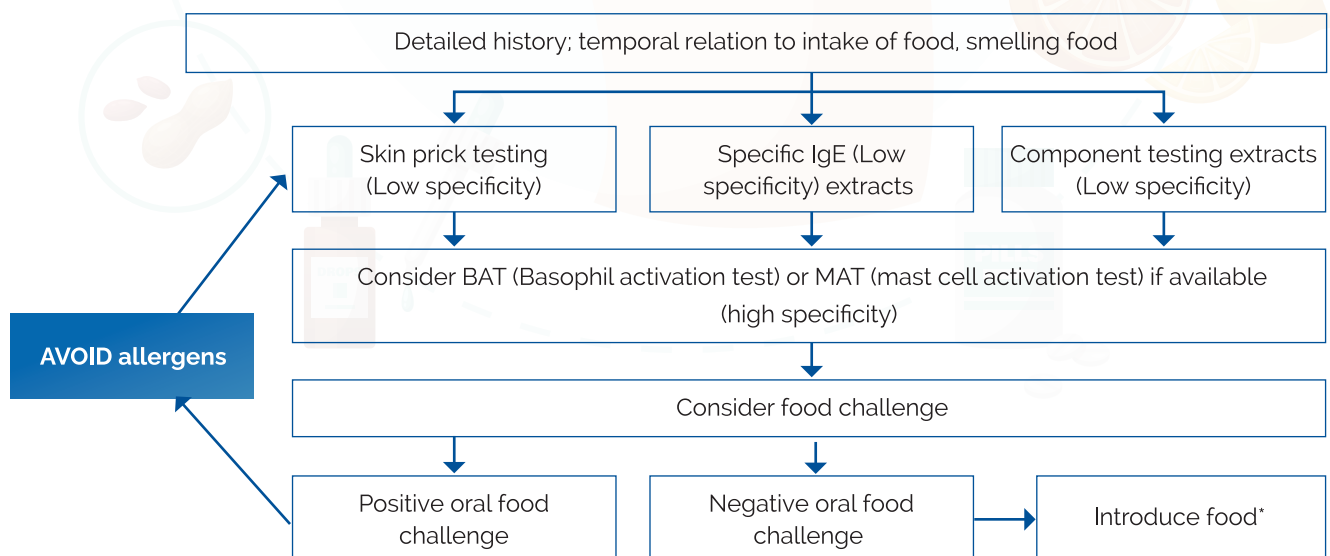 Detailed history; temporal relation to intake of food, smelling food
Skin prick testing
(Low specificity)
Specific IgE (Low
specificity) extracts
Component testing extracts
(Low specificity)
Consider BAT (Basophil activation test) or MAT (mast cell activation test) if available
(high specificity)
AVOID allergens
Consider food challenge
Positive oral food
challenge
Negative oral food
challenge
Introduce food*
PILLS